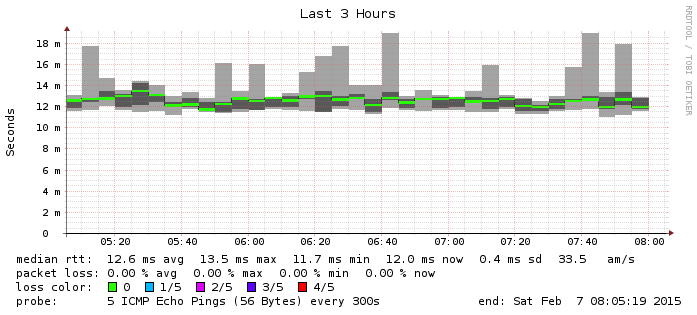 Last 3 Hours
RRDTOOL / TOBI OETIKER
Seconds
18 m
16 m
14 m
12 m
10 m
8 m
6 m
4 m
2 m
0
05:20 05:40 06:00 06:20 06:40 07:00 07:20 07:40 08:00
median rtt: 12.6 ms avg 13.5 ms max 11.7 ms min 12.0 ms now 0.4 ms sd 33.5 am/s
packet loss: 0.00 % avg 0.00 % max 0.00 % min 0.00 % now
loss color: 0 1/5 2/5 3/5 4/5
probe: 5 ICMP Echo Pings (56 Bytes) every 300s end: Sat Feb 7 08:05:19 2015